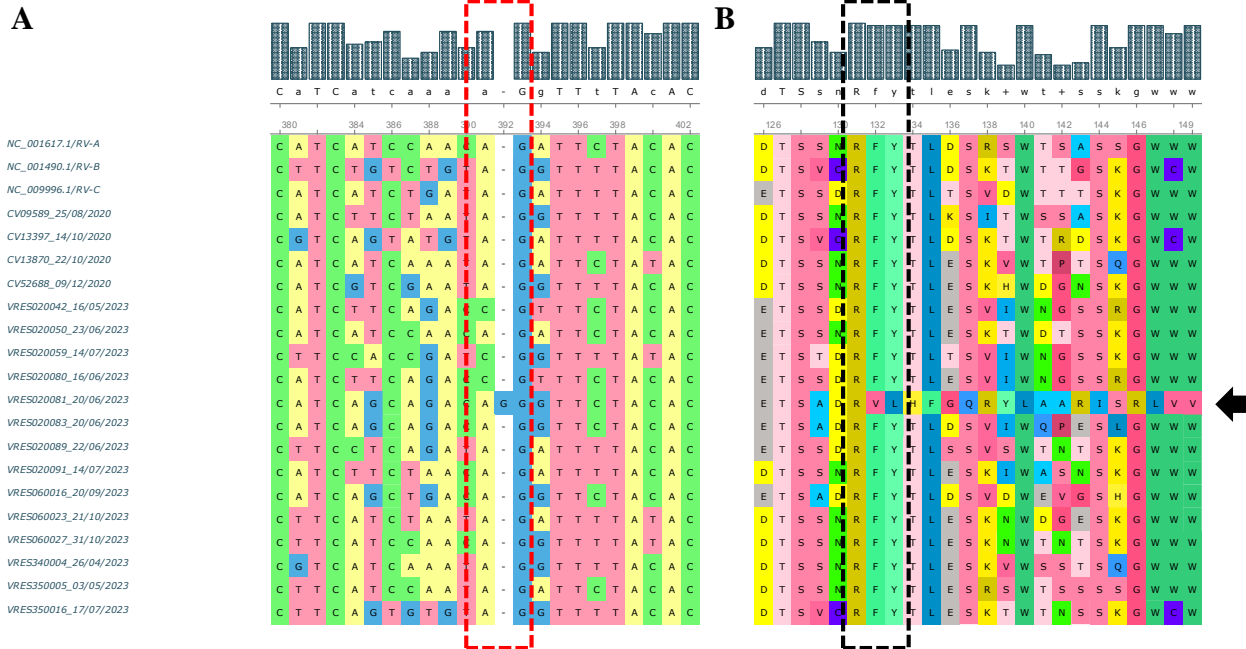 A B
C a T C a t c a a a a - G g T T t T A c A C d T S S n R f y t l e s k + w t + s s k g w w w
380 382 384 386 388 390 392 394 396 398 402 126 128 130 132 134 136 138 140 142 144 146 149
NC_001617.1/RV-A C A T C A T C C A A C A - G A T T C T A C A C D T S S N R F Y T L D S R S W T S A S S G W W W
NC_001490.1/RV-B C T T C T G T C T G T A - G A T T T T A C A C D T S V Q R F Y T L D S K T W T T G S K G W C W
NC_009996.1/RV-C C A T C A T C T G A T A - G A T T T T A C A C E T S S D R F Y T L T S V D W T T T S K G W W W
CV09589_25/08/2020 C A T C T T C T A A T A - G G T T T T A C A C D T S S N R F Y T L K S I T W S S A S K G W W W
CV13397_14/10/2020 C G T C A G T A T G T A - G A T T T T A C A C D T S V Q R F Y T L D S K T W T R D S K G W C W
CV13870_22/10/2020 C A T C A T C A A A T A - G A T T C T A T A C D T S S N R F Y T L E S K V W T P T S Q G W W W
CV52688_09/12/2020 C A T C G T C G A A T A - G G T T T T A C A C D T S S N R F Y T L E S K H W D G N S K G W W W
VRES020042_16/05/2023 C A T C T T C A G A C C - G T T T C T A C A C E T S S D R F Y T L E S V I W N G S S R G W W W
VRES020050_23/06/2023 C A T C A T C C A A C A - G A T T C T A C A C D T S S N R F Y T L E S K T W D T S S K G W W W
VRES020059_14/07/2023 C T T C C A C C G A T C - G G T T T T A T A C E T S T D R F Y T L T S V I W N G S S K G W W W
VRES020080_16/06/2023 C A T C T T C A G A C C - G T T T C T A C A C E T S S D R F Y T L E S V I W N G S S R G W W W
VRES020081_20/06/2023 C A T C A G C A G A C A G G G T T C T A C A C E T S A D R V L H F G Q R Y L A A R I S R L V V
VRES020083_20/06/2023 C A T C A G C A G A C A - G G T T C T A C A C E T S A D R F Y T L D S V I W Q P E S L G W W W
VRES020089_22/06/2023 C T T C C T C A G A T A - G A T T T T A C A C E T S S D R F Y T L S S V S W T N T S K G W W W
VRES020091_14/07/2023 C A T C T T C T A A C A - G A T T T T A C A C D T S S N R F Y T L E S K I W A S N S K G W W W
VRES060016_20/09/2023 C A T C A G C T G A C A - G G T T C T A C A C E T S A D R F Y T L D S V D W E V G S H G W W W
VRES060023_21/10/2023 C T T C A T C T A A T A - G A T T T T A T A C D T S S N R F Y T L E S K N W D G E S K G W W W
VRES060027_31/10/2023 C T T C A T C C A A C A - G G T T T T A T A C D T S S N R F Y T L E S K N W T N T S K G W W W
VRES340004_26/04/2023 C G T C A T C A A A T A - G G T T T T A C A C D T S S N R F Y T L E S K V W S S T S Q G W W W
VRES350005_03/05/2023 C T T C A T C C A A C A - G A T T C T A C A C D T S S N R F Y T L E S R S W T S S S S G W W W
VRES350016_17/07/2023 C T T C A G T G T G T A - G G T T T T A C A C D T S V Q R F Y T L E S K T W T N S S K G W C W